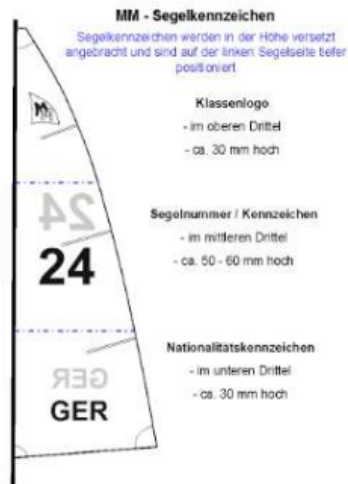 MM - Segelkennzeichen
Segelkennzeichen werden in der Höhe versetzt
angebracht und sind auf der linken Segelseite tiefer
positioniert
Klassenlogo
- im oberen Drittel
- ca. 30 mm hoch
24
Segelnummer / Kennzeichen
- im mittleren Drittel
- ca. 50 - 60 mm hoch
24
Nationalitätskennzeichen
- im unteren Drittel
- ca. 30 mm hoch
GER
GER